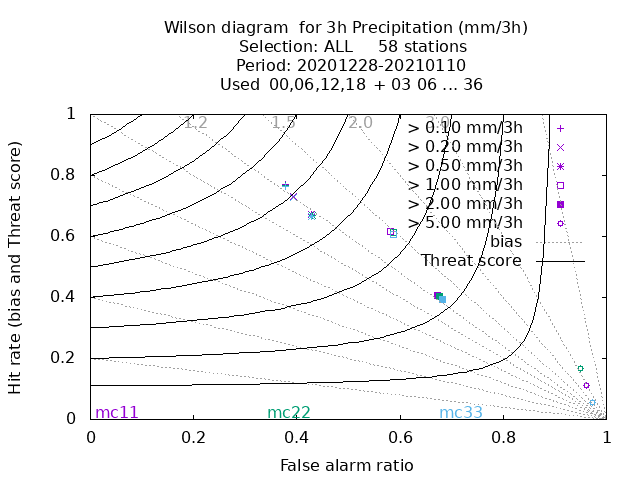 Wilson diagram for 3h Precipitation (mm/3h)
Selection: ALL 58 stations
Period: 20201228-20210110
Used 00,06,12,18 + 03 06 ... 36
Hit rate (bias and Threat score)
1
0.8
0.6
0.4
0.2
0
1.2 1.5 2.0 3.0
> 0.10 mm/3h
> 0.20 mm/3h
> 0.50 mm/3h
> 1.00 mm/3h
> 2.00 mm/3h
> 5.00 mm/3h
bias
Threat score
mc11 mc22 mc33
0 0.2 0.4 0.6 0.8 1
False alarm ratio